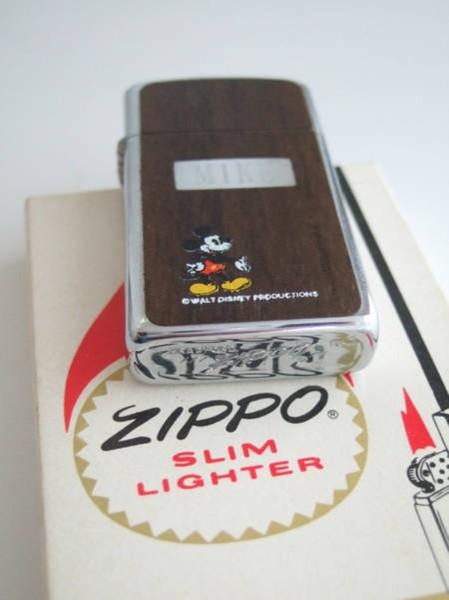 MIKE
© WALT DISNEY PRODUCTIONS
ZIPPO®
SLIM
LIGHTER